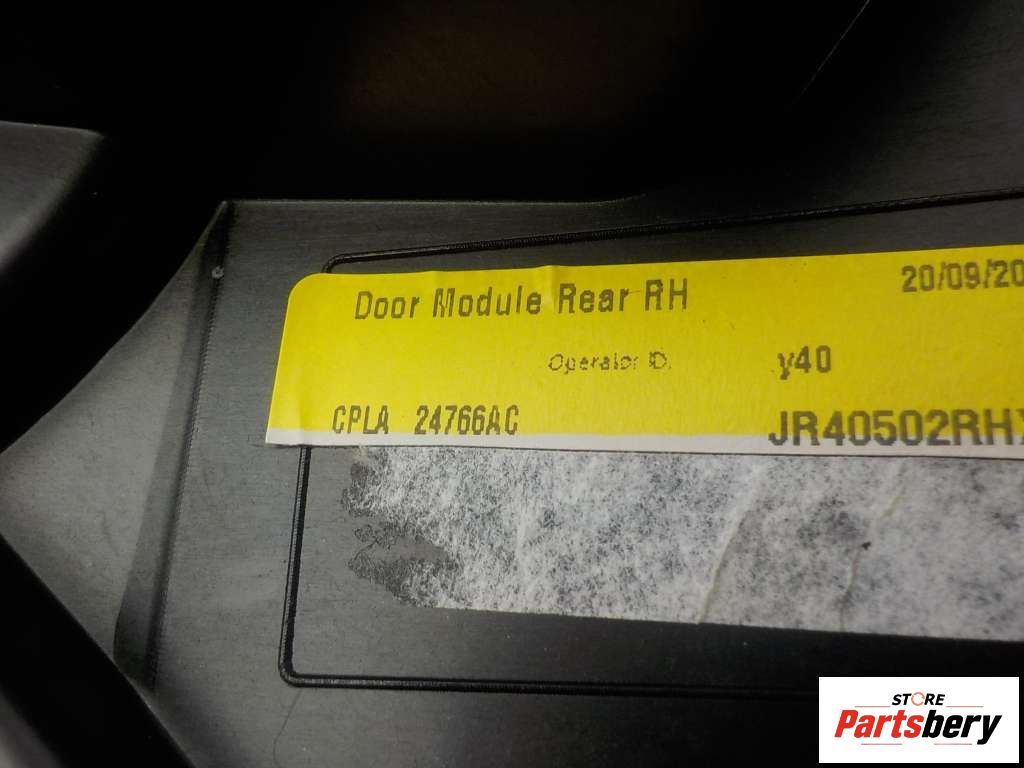 Door Module Rear RH
20/09/20
Operator ID:
y40
CPLA 24766AC
JR40502RH
STORE
Partsbery